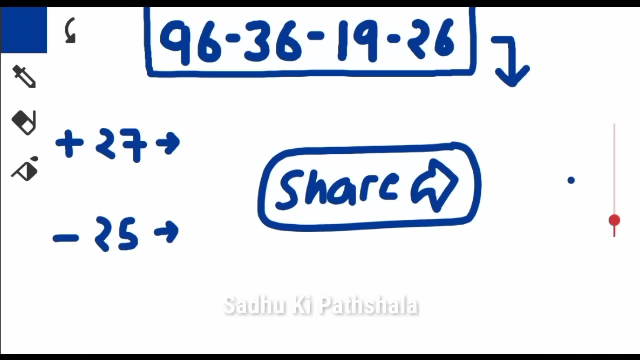 96-36-19-26
+ 27 →
Share
- 25 →
Sadhu Ki Pathshala